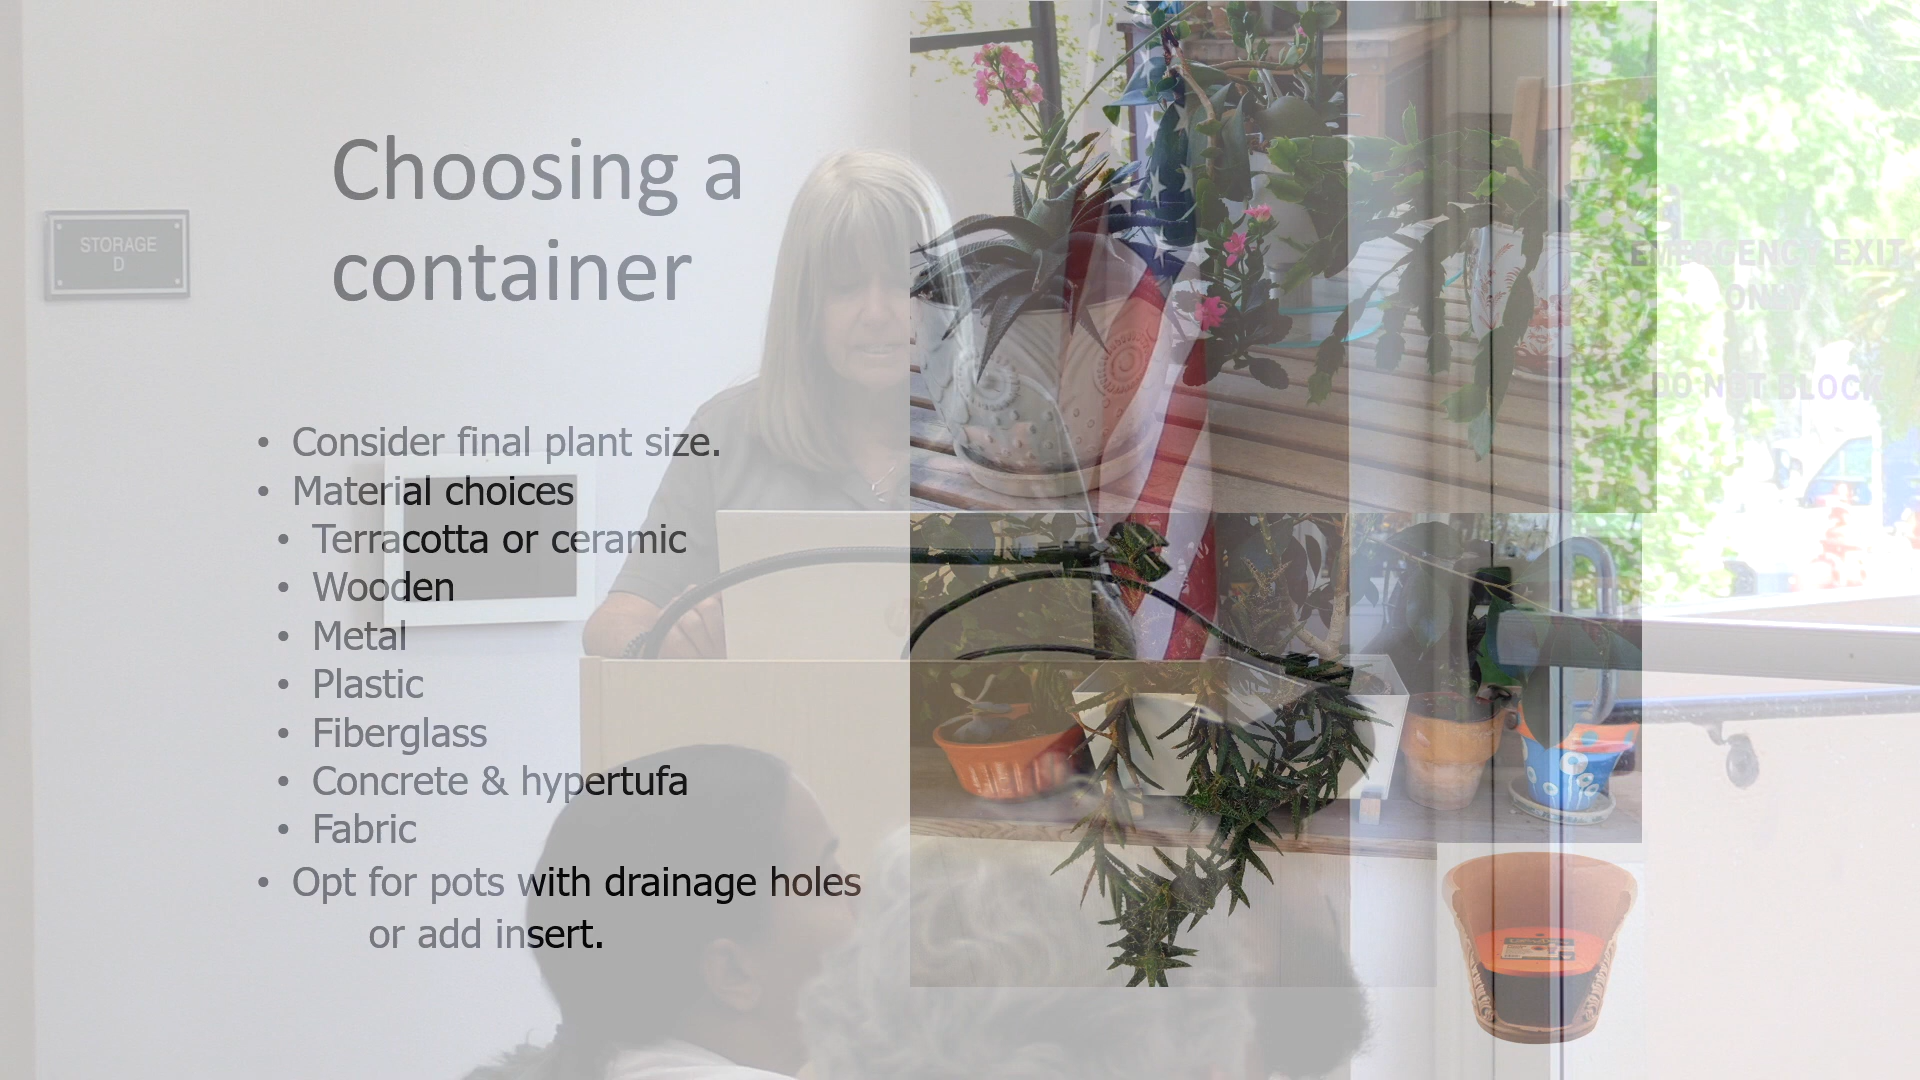 Choosing a
container
STORAGE
D
EMERGENCY EXIT
ONLY
DO NOT BLOCK
• Consider final plant size.
• Material choices
• Terracotta or ceramic
• Wooden
• Metal
• Plastic
• Fiberglass
• Concrete & hypertufa
• Fabric
• Opt for pots with drainage holes
or add insert.